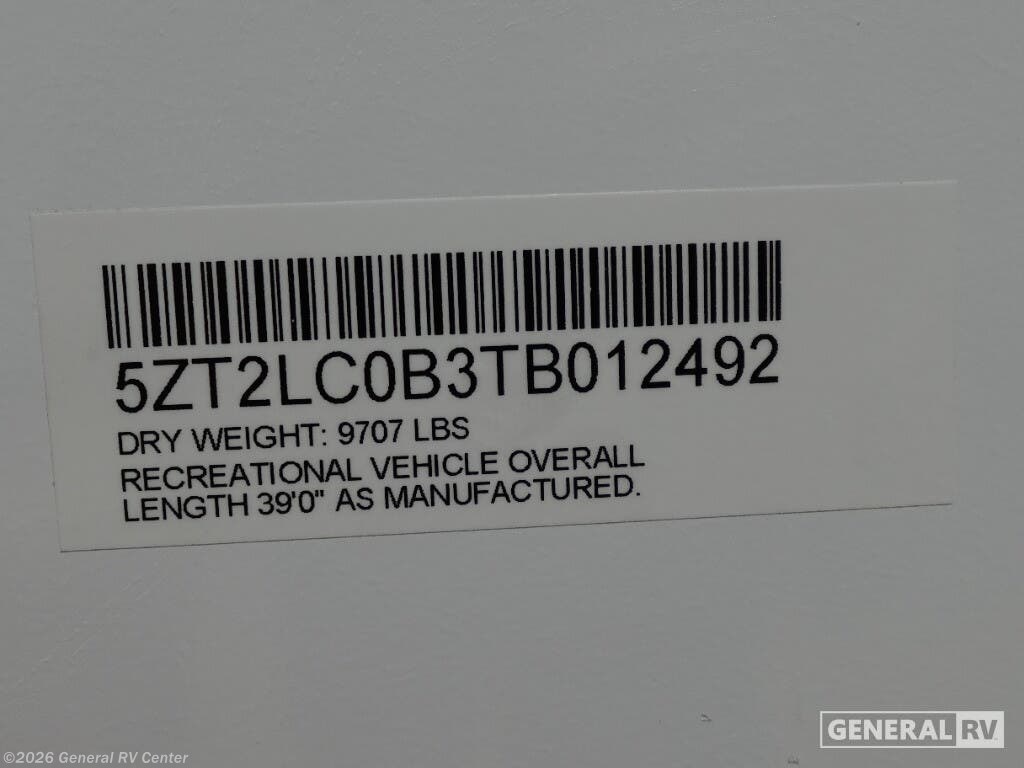 5ZT2LC0B3TB012492
DRY WEIGHT: 9707 LBS
RECREATIONAL VEHICLE OVERALL
LENGTH 39'0" AS MANUFACTURED.
GENERAL RV
©2026 General RV Center